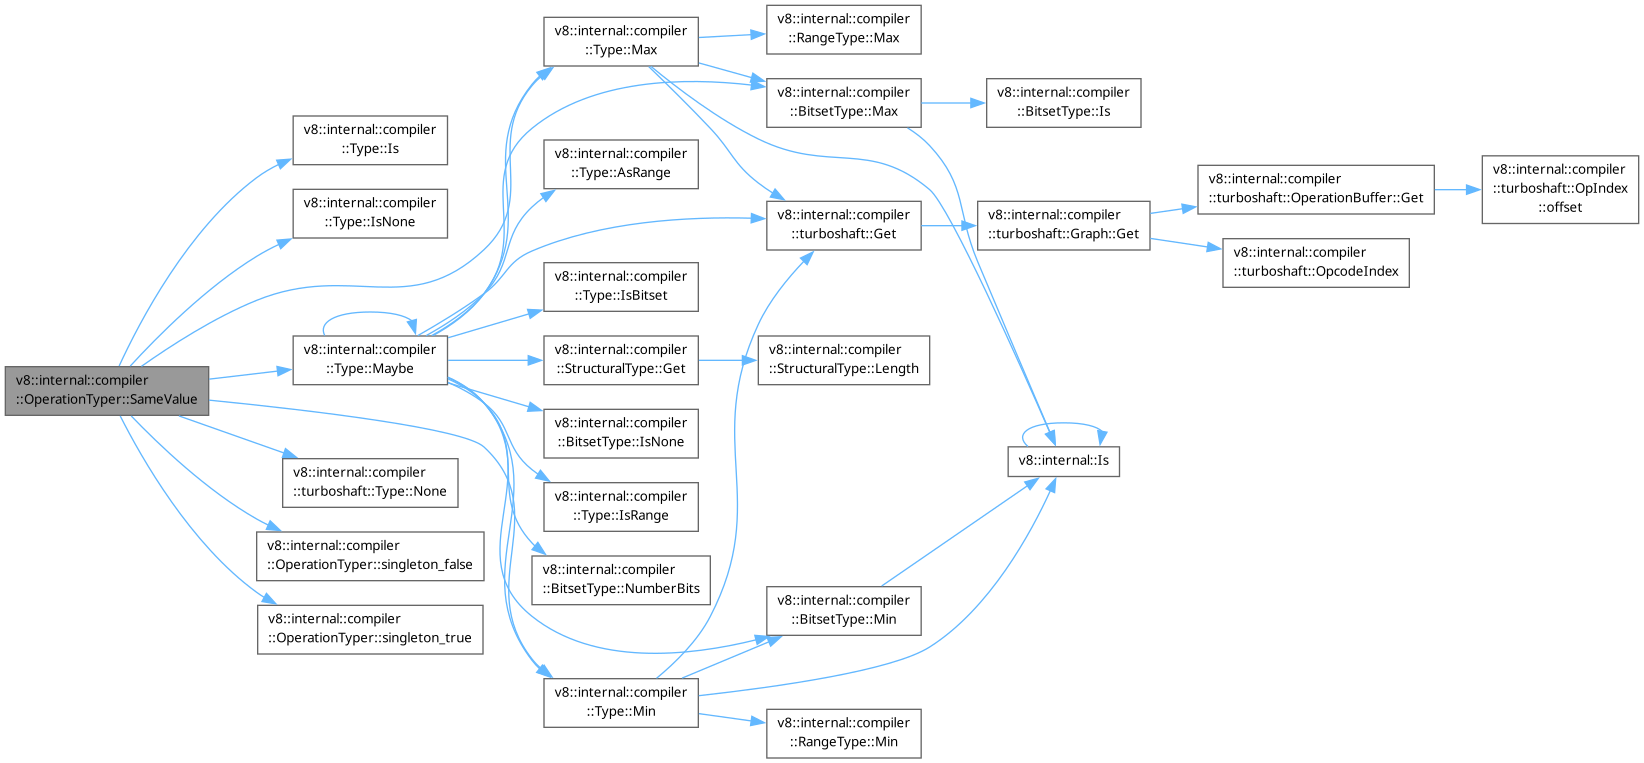 v8::internal::compiler
::OperationTyper::SameValue
v8::internal::compiler
::Type::Is
v8::internal::compiler
::Type::IsNone
v8::internal::compiler
::Type::Maybe
v8::internal::compiler
::turboshaft::Type::None
v8::internal::compiler
::OperationTyper::singleton_false
v8::internal::compiler
::OperationTyper::singleton_true
v8::internal::compiler
::Type::Max
v8::internal::compiler
::Type::AsRange
v8::internal::compiler
::Type::IsBitset
v8::internal::compiler
::StructuralType::Get
v8::internal::compiler
::BitsetType::IsNone
v8::internal::compiler
::Type::IsRange
v8::internal::compiler
::BitsetType::NumberBits
v8::internal::compiler
::Type::Min
v8::internal::compiler
::RangeType::Max
v8::internal::compiler
::BitsetType::Max
v8::internal::compiler
::turboshaft::Get
v8::internal::compiler
::StructuralType::Length
v8::internal::compiler
::BitsetType::Min
v8::internal::compiler
::RangeType::Min
v8::internal::compiler
::BitsetType::Is
v8::internal::compiler
::turboshaft::Graph::Get
v8::internal::Is
v8::internal::compiler
::turboshaft::OperationBuffer::Get
v8::internal::compiler
::turboshaft::OpcodeIndex
v8::internal::compiler
::turboshaft::OpIndex
::offset